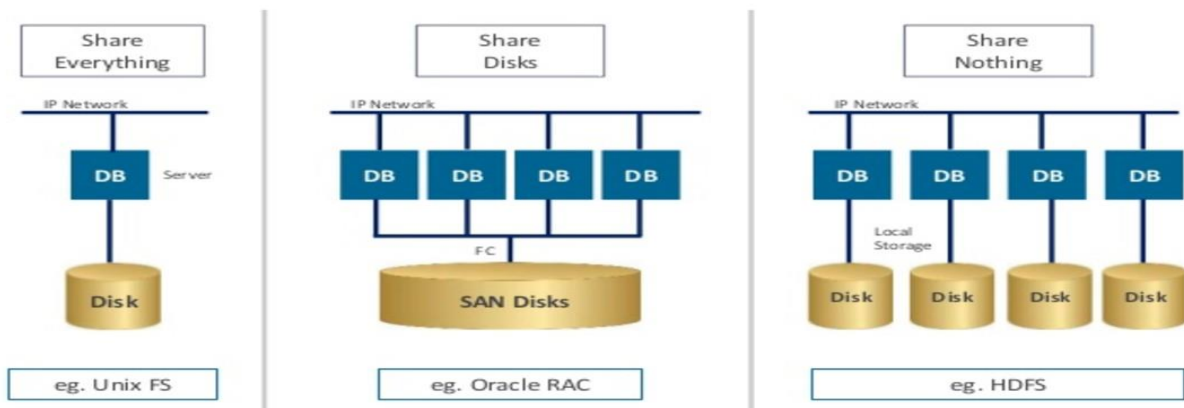 Share
Everything
IP Network
DB
Server
Disk
eg. Unix FS
Share
Disks
IP Network
DB DB DB DB
FC
SAN Disks
eg. Oracle RAC
Share
Nothing
IP Network
DB DB DB DB
Local
Storage
Disk Disk Disk Disk
eg. HDFS